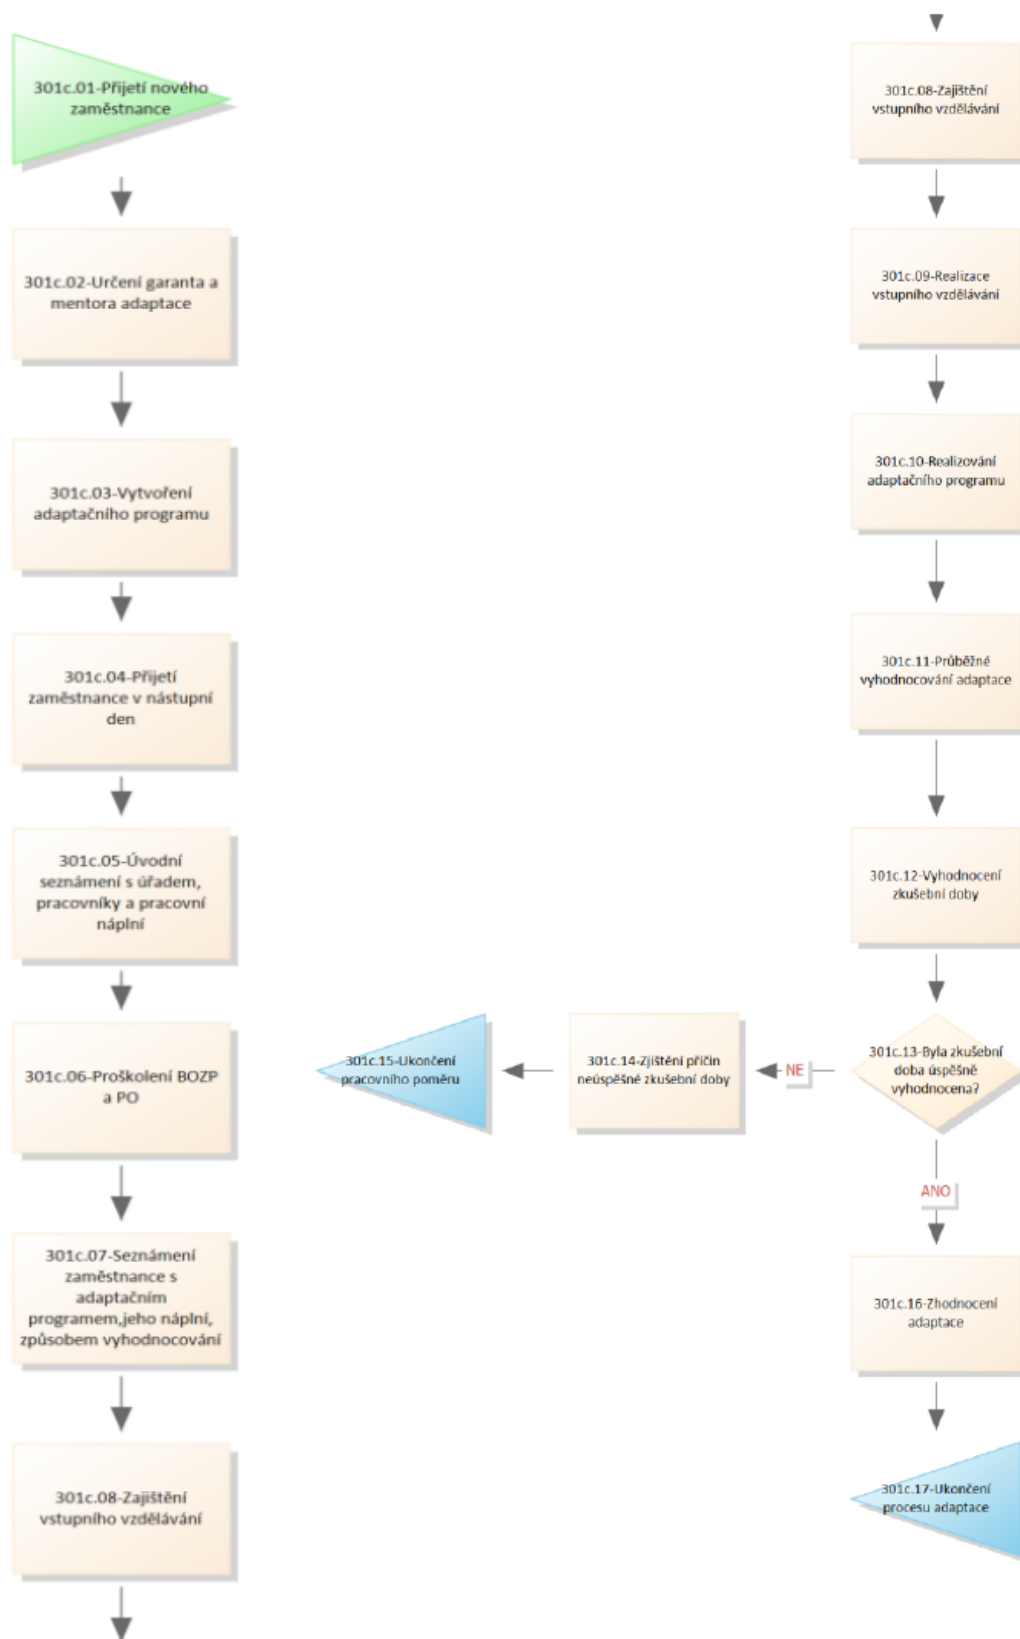 301c.01-Přijetí nového
zaměstnance
301c.02-Určení garanta a
mentora adaptace
301c.03-Vytvoření
adaptačního programu
301c.04-Přijetí
zaměstnance v nástupní
den
301c.05-Úvodní
seznámení s úřadem,
pracovníky a pracovní
náplní
301c.06-Proškolení BOZP
a PO
301c.07-Seznámení
zaměstnance s
adaptačním
programem,jeho náplní,
způsobem vyhodnocování
301c.08-Zajištění
vstupního vzdělávání
301c.08-Zajištění
vstupního vzdělávání
301c.09-Realizace
vstupního vzdělávání
301c.10-Realizování
adaptačního programu
301c.11-Průběžné
vyhodnocování adaptace
301c.12-Vyhodnocení
zkušební doby
301c.13-Byla zkušební
doba úspěšně
vyhodnocena?
NE
301c.14-Zjištění příčin
neúspěšné zkušební doby
301c.15-Ukončení
pracovního poměru
ANO
301c.16-Zhodnocení
adaptace
301c.17-Ukončení
procesu adaptace